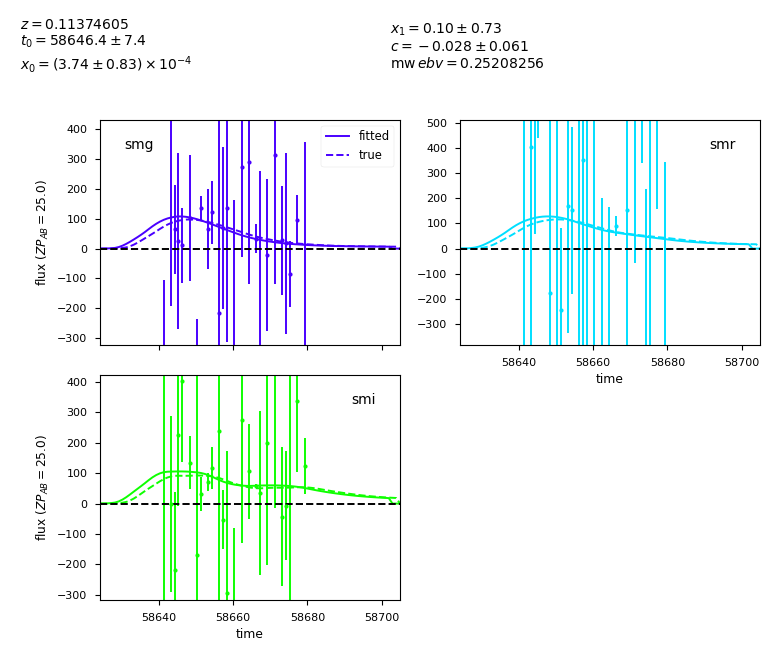 z = 0.11374605
t₀ = 58646.4 ± 7.4
x₀ = (3.74 ± 0.83) × 10⁻⁴
x₁ = 0.10 ± 0.73
c = −0.028 ± 0.061
mw ebv = 0.25208256
smg
fitted
true
400
300
200
100
0
−100
−200
−300
flux (ZP_AB = 25.0)
smr
500
400
300
200
100
0
−100
−200
−300
58640 58660 58680 58700
time
smi
400
300
200
100
0
−100
−200
−300
flux (ZP_AB = 25.0)
58640 58660 58680 58700
time